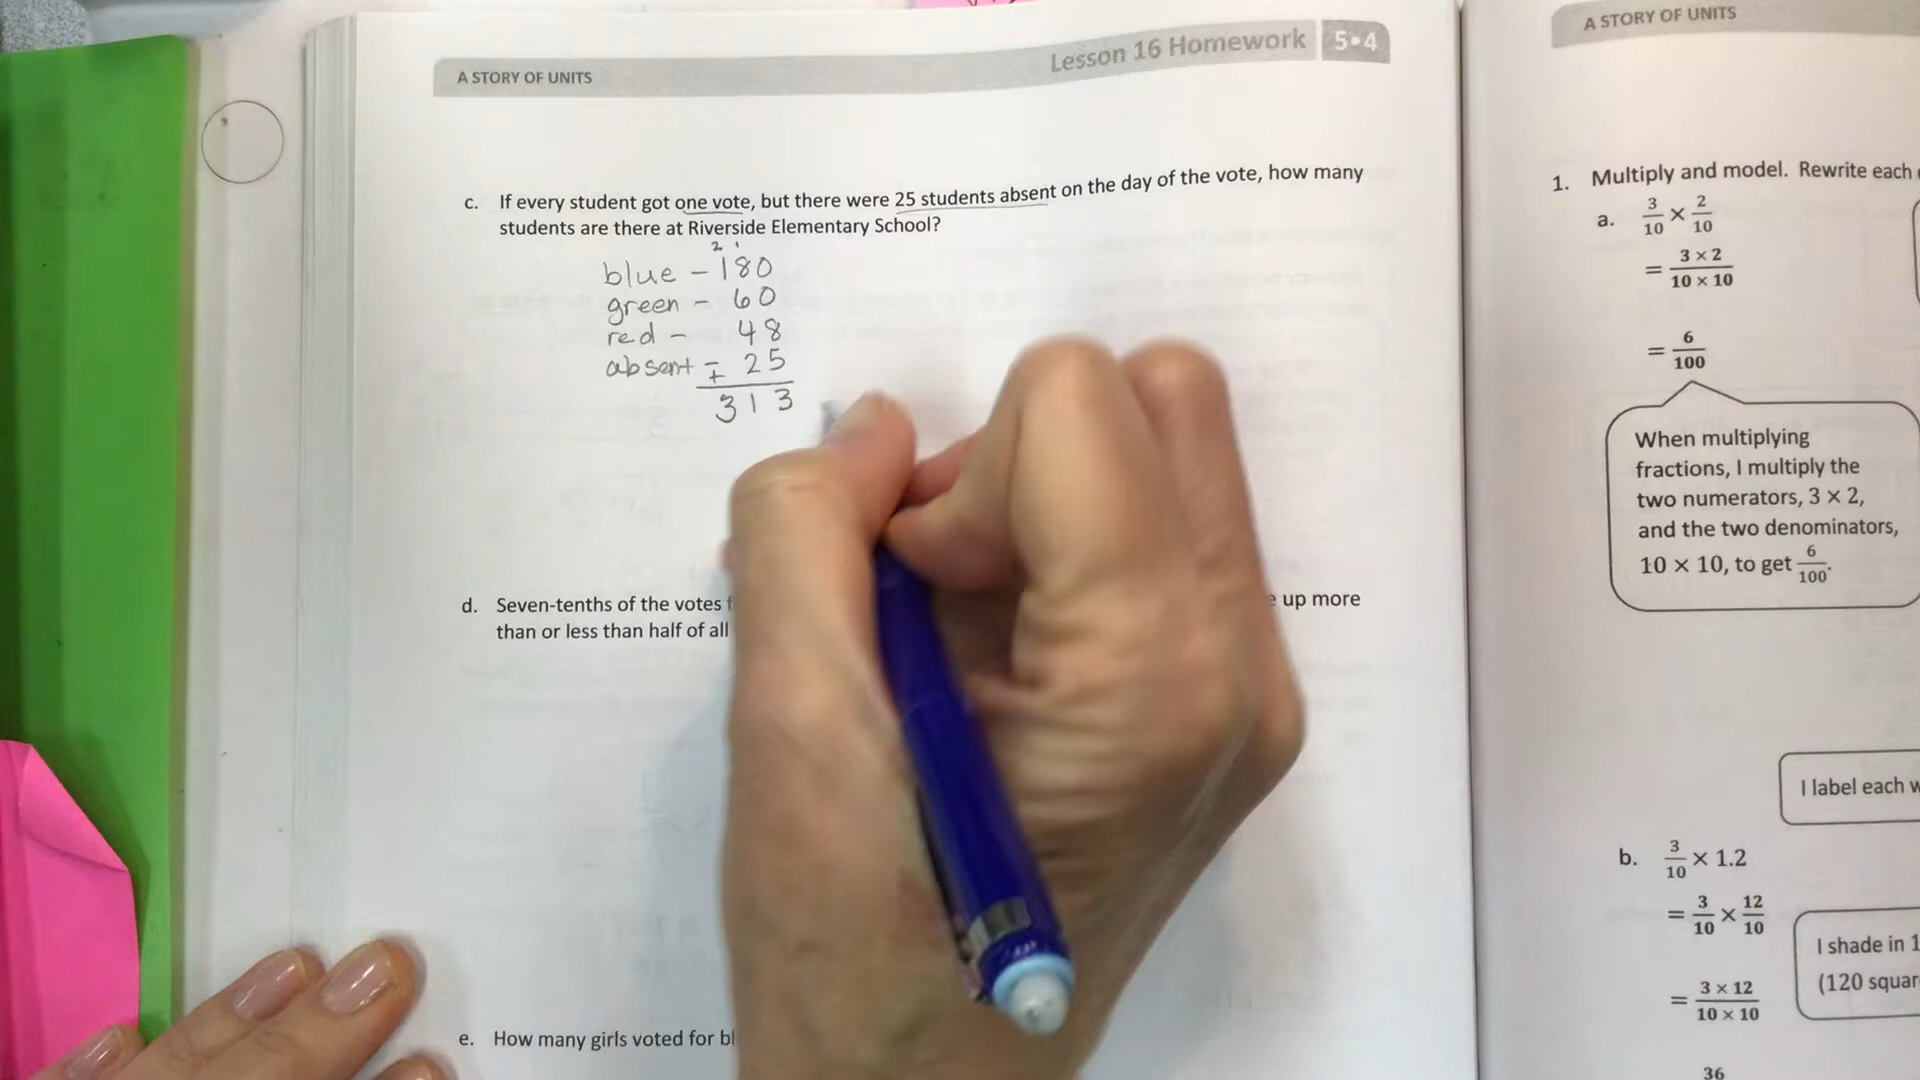 A STORY OF UNITS
Lesson 16 Homework 5•4
c. If every student got one vote, but there were 25 students absent on the day of the vote, how many
students are there at Riverside Elementary School?
2 1
blue - 180
green - 60
red - 48
absent - + 25
313
d. Seven-tenths of the votes
up more
than or less than half of all
e. How many girls voted for
A STORY OF UNITS
1. Multiply and model. Rewrite each
a. 3/10 × 2/10
= 3 × 2 / 10 × 10
= 6/100
When multiplying
fractions, I multiply the
two numerators, 3 × 2,
and the two denominators,
10 × 10, to get 6/100.
I label each
b. 3/10 × 1.2
= 3/10 × 12/10
I shade in 1
(120
= 3 × 12 / 10 × 10
36